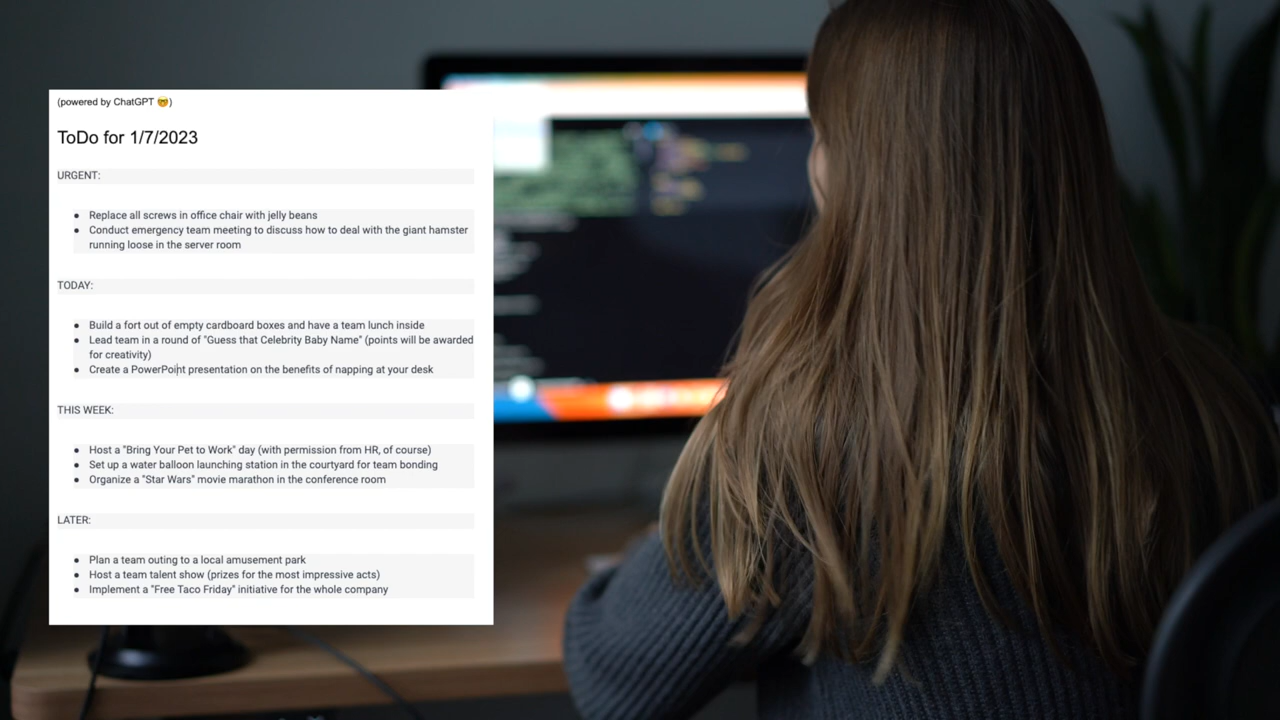 (powered by ChatGPT 🤓)
ToDo for 1/7/2023
URGENT:
● Replace all screws in office chair with jelly beans
● Conduct emergency team meeting to discuss how to deal with the giant hamster
running loose in the server room
TODAY:
● Build a fort out of empty cardboard boxes and have a team lunch inside
● Lead team in a round of "Guess that Celebrity Baby Name" (points will be awarded
for creativity)
● Create a PowerPoint presentation on the benefits of napping at your desk
THIS WEEK:
● Host a "Bring Your Pet to Work" day (with permission from HR, of course)
● Set up a water balloon launching station in the courtyard for team bonding
● Organize a "Star Wars" movie marathon in the conference room
LATER:
● Plan a team outing to a local amusement park
● Host a team talent show (prizes for the most impressive acts)
● Implement a "Free Taco Friday" initiative for the whole company